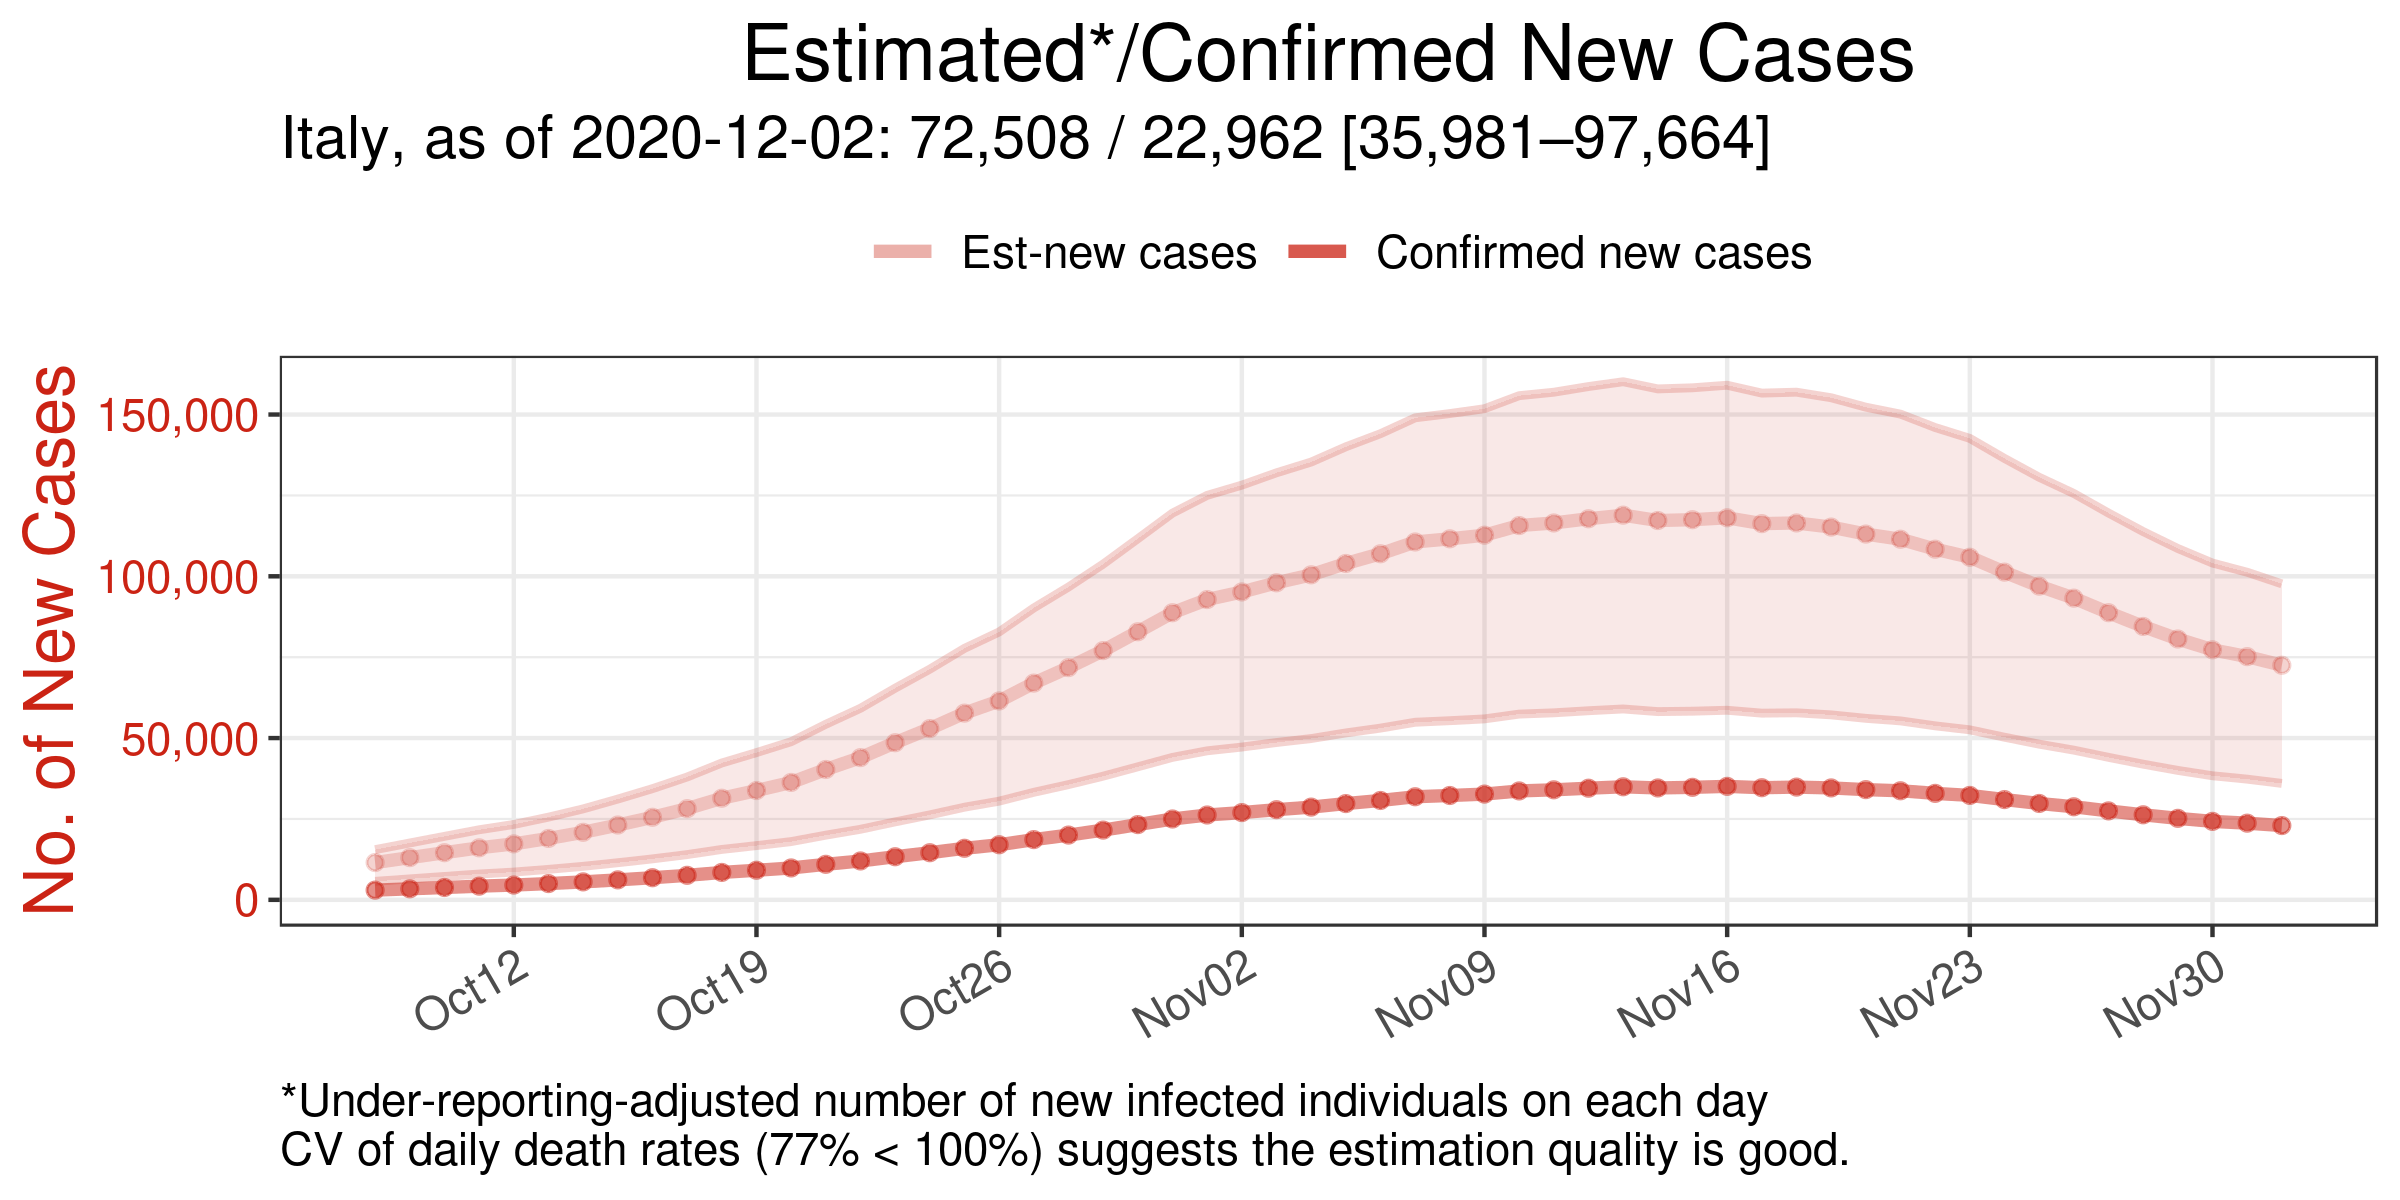 Estimated*/Confirmed New Cases
Italy, as of 2020-12-02: 72,508 / 22,962 [35,981–97,664]
Est-new cases
Confirmed new cases
No. of New Cases
150,000
100,000
50,000
0
Oct12
Oct19
Oct26
Nov02
Nov09
Nov16
Nov23
Nov30
*Under-reporting-adjusted number of new infected individuals on each day
CV of daily death rates (77% < 100%) suggests the estimation quality is good.